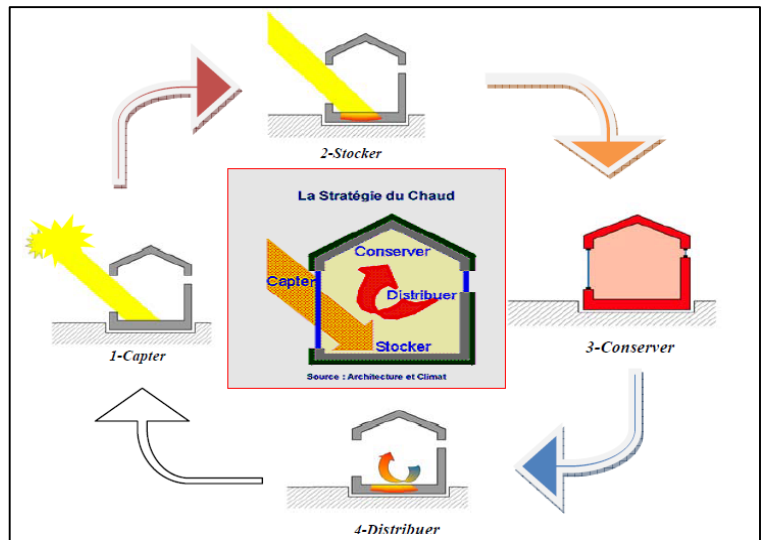 2-Stocker
La Stratégie du Chaud
Conserver
Capter
Distribuer
Stocker
Source : Architecture et Climat
1-Capter
3-Conserver
4-Distribuer